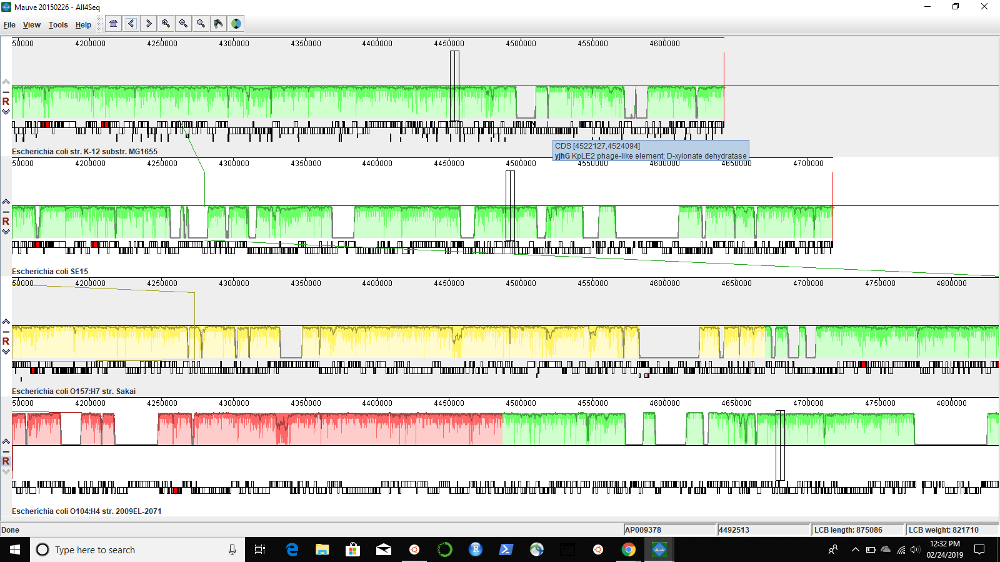 Mauve 20150226 - All4Seq
File View Tools Help
50000 4200000 4250000 4300000 4350000 4400000 4450000 4500000 4550000 4600000
R
Escherichia coli str. K-12 substr. MG1655
CDS [4522127,4524094]
yjhG KpLE2 phage-like element; D-xylonate dehydratase
50000 4200000 4250000 4300000 4350000 4400000 4450000 4500000 4550000 4600000 4650000 4700000
R
Escherichia coli SE15
50000 4200000 4250000 4300000 4350000 4400000 4450000 4500000 4550000 4600000 4650000 4700000 4750000 4800000
R
Escherichia coli O157:H7 str. Sakai
50000 4200000 4250000 4300000 4350000 4400000 4450000 4500000 4550000 4600000 4650000 4700000 4750000 4800000
R
Escherichia coli O104:H4 str. 2009EL-2071
Done AP009378 4492513 LCB length: 875086 LCB weight: 821710
Type here to search
12:32 PM
02/24/2019